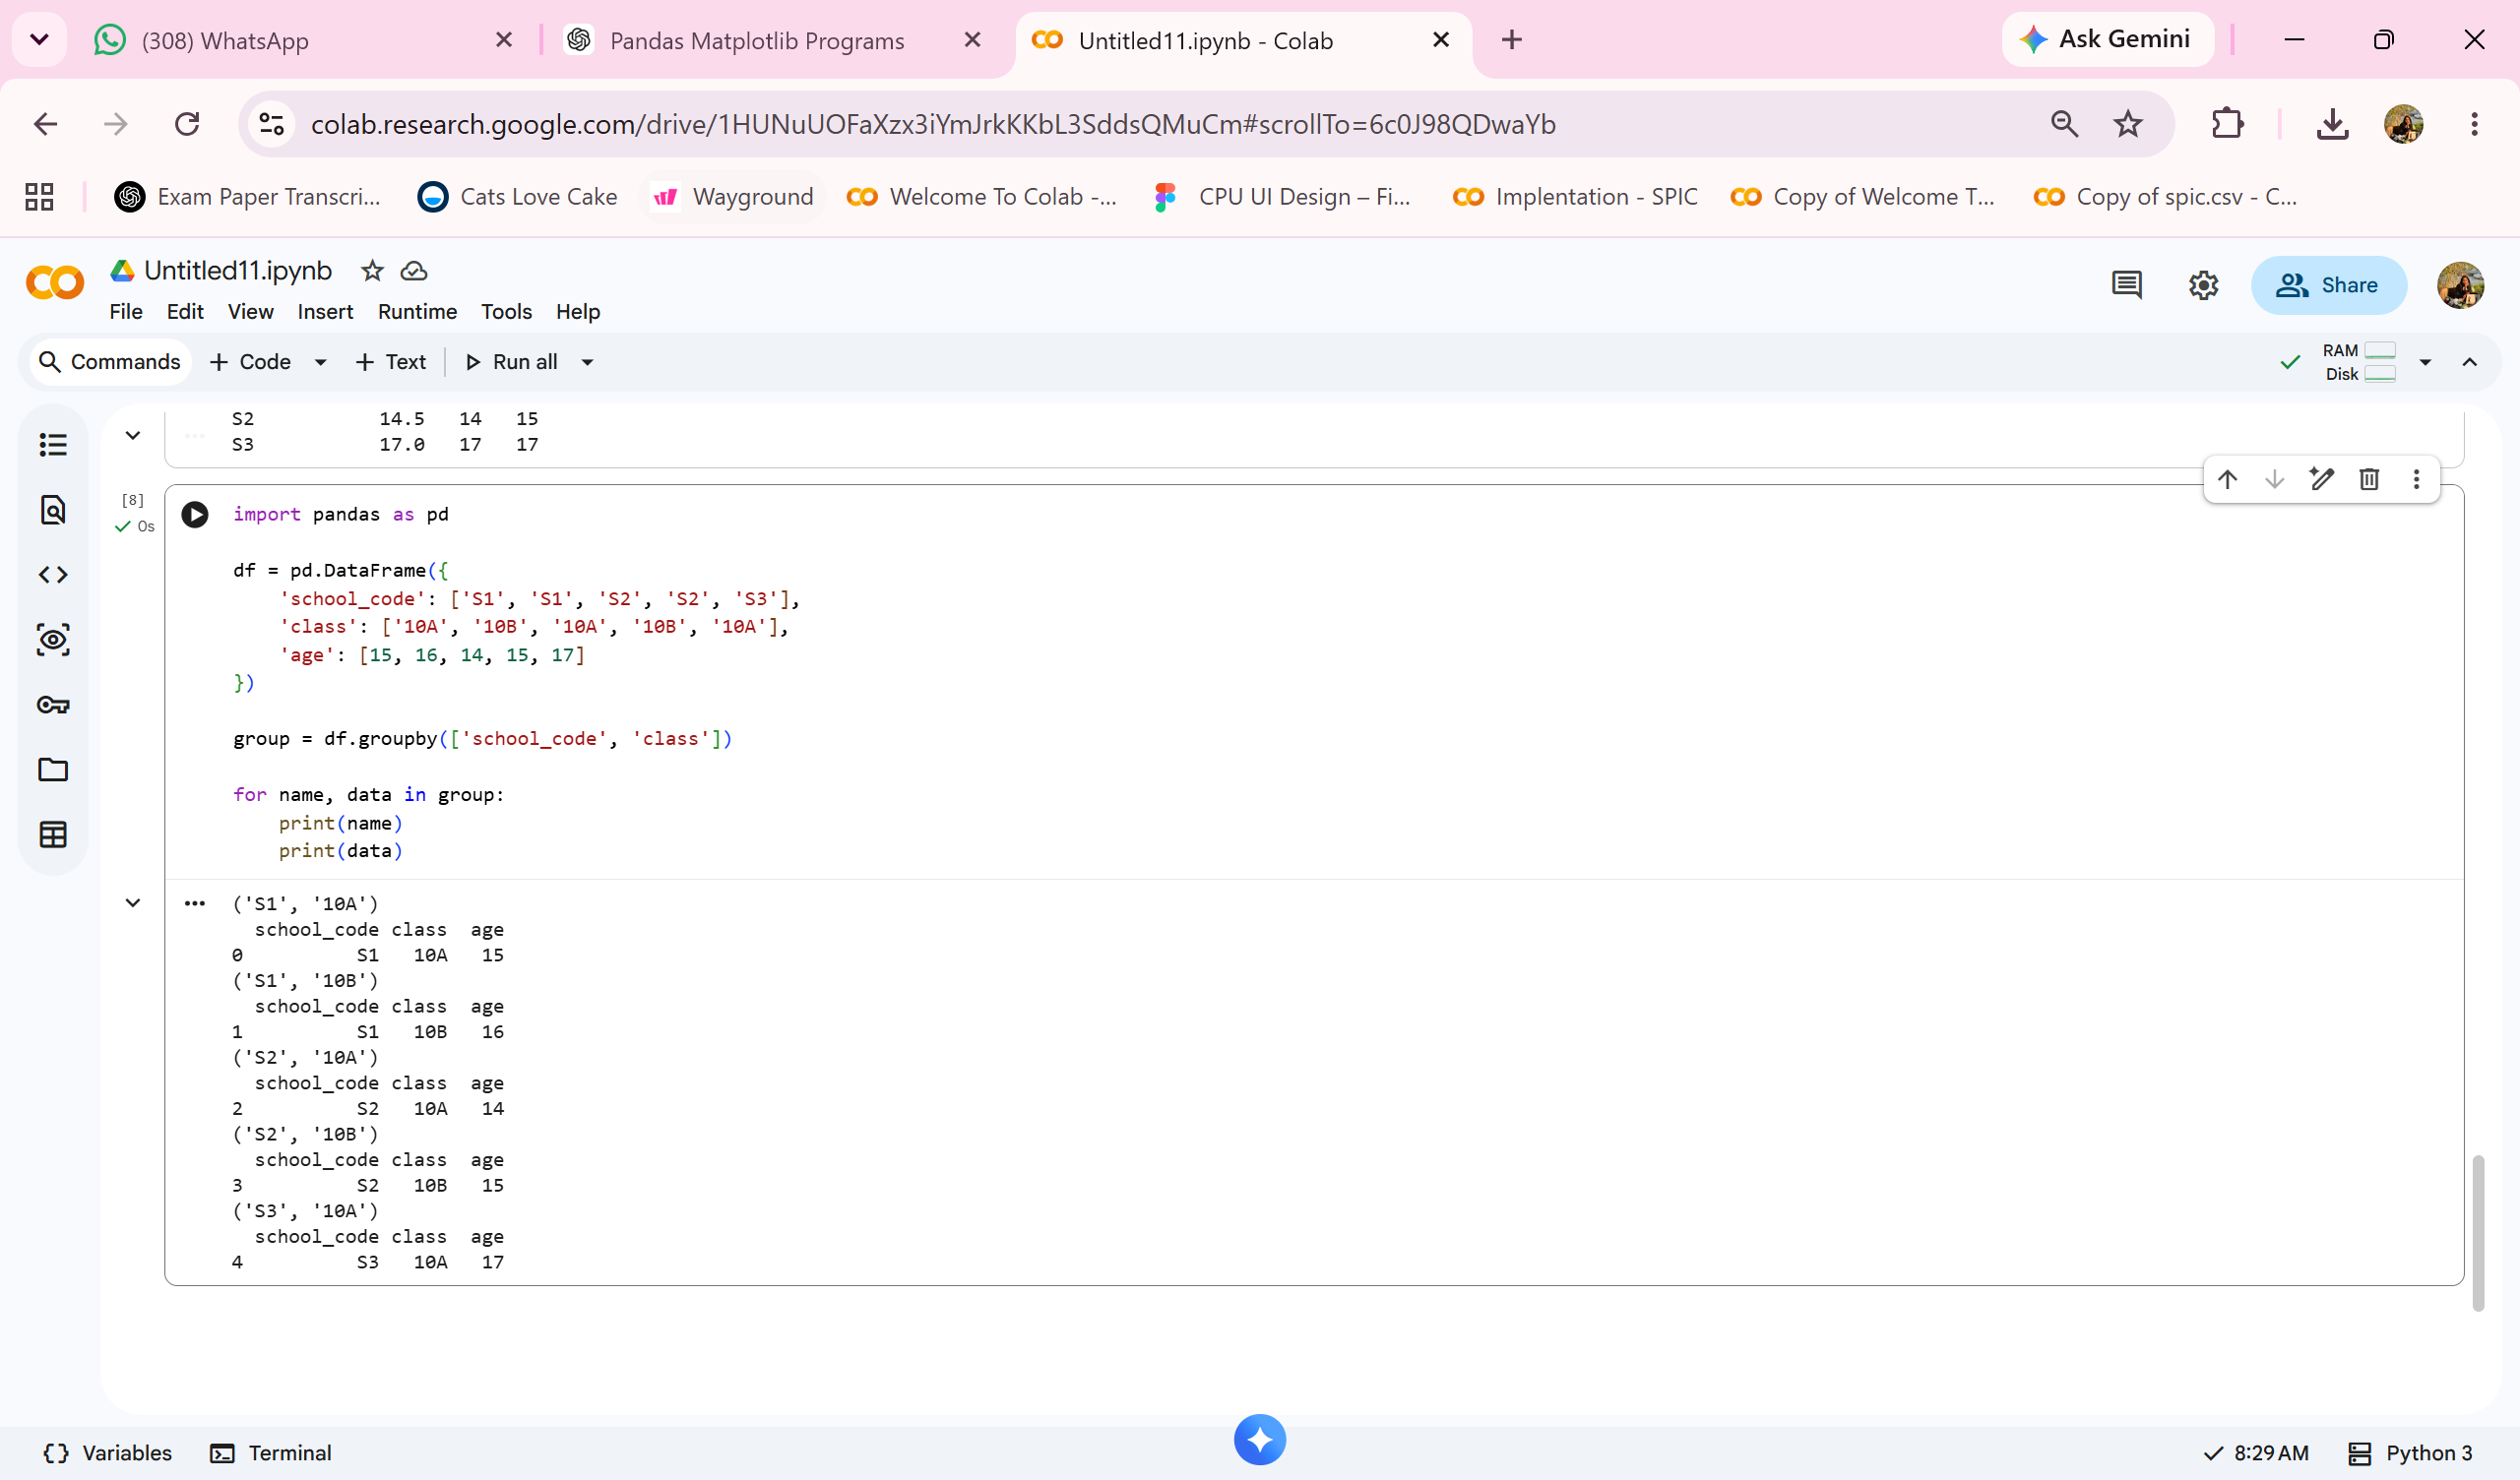 (308) WhatsApp
Pandas Matplotlib Programs
Untitled11.ipynb - Colab
Ask Gemini
colab.research.google.com/drive/1HUNuUOFaXzx3iYmJrkKKbL3SddsQMuCm#scrollTo=6c0J98QDwaYb
Exam Paper Transcri...
Cats Love Cake
Wayground
Welcome To Colab -...
CPU UI Design – Fi...
Implentation - SPIC
Copy of Welcome T...
Copy of spic.csv - C...
Untitled11.ipynb
File Edit View Insert Runtime Tools Help
Share
Commands + Code + Text Run all
RAM
Disk
S2 14.5 14 15
S3 17.0 17 17
[8]
0s
import pandas as pd
df = pd.DataFrame({
    'school_code': ['S1', 'S1', 'S2', 'S2', 'S3'],
    'class': ['10A', '10B', '10A', '10B', '10A'],
    'age': [15, 16, 14, 15, 17]
})
group = df.groupby(['school_code', 'class'])
for name, data in group:
    print(name)
    print(data)
('S1', '10A')
  school_code class  age
0          S1   10A   15
('S1', '10B')
  school_code class  age
1          S1   10B   16
('S2', '10A')
  school_code class  age
2          S2   10A   14
('S2', '10B')
  school_code class  age
3          S2   10B   15
('S3', '10A')
  school_code class  age
4          S3   10A   17
Variables
Terminal
8:29 AM
Python 3